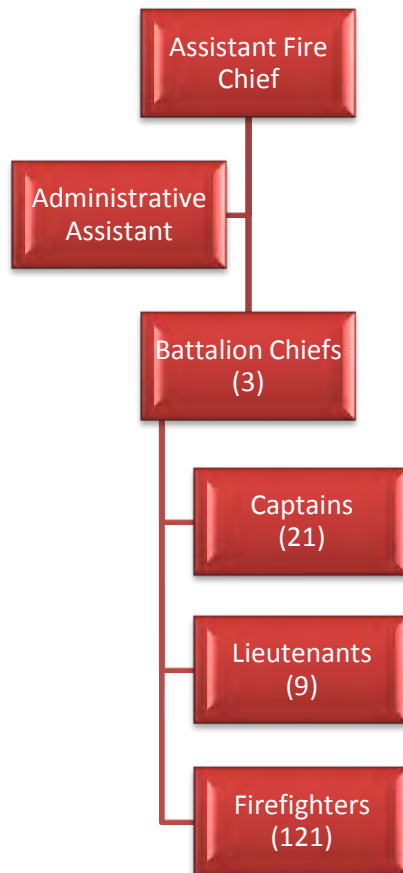 Assistant Fire
Chief
Administrative
Assistant
Battalion Chiefs
(3)
Captains
(21)
Lieutenants
(9)
Firefighters
(121)